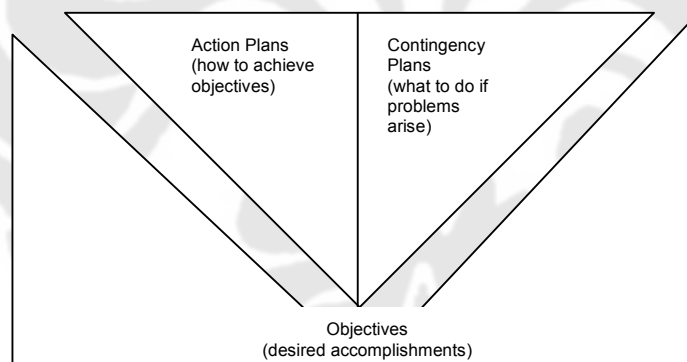 Action Plans
(how to achieve
objectives)
Contingency
Plans
(what to do if
problems
arise)
Objectives
(desired accomplishments)